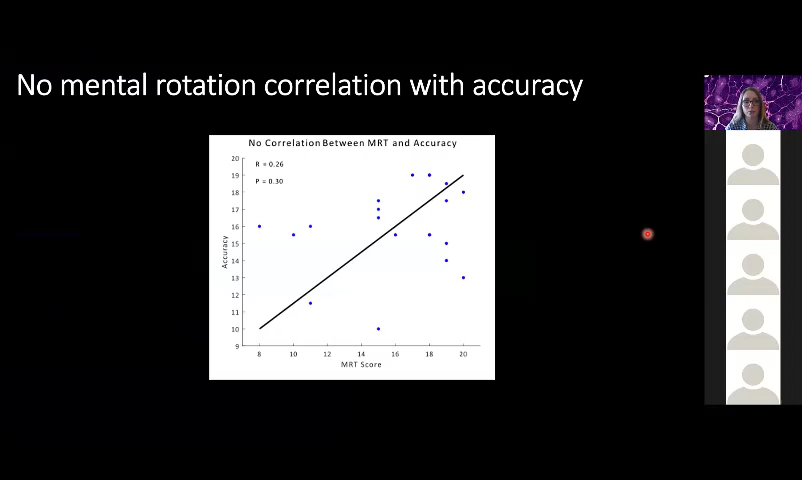 No mental rotation correlation with accuracy
No Correlation Between MRT and Accuracy
R = 0.26
P = 0.30
20
19
18
17
16
15
14
13
12
11
10
9
Accuracy
8 10 12 14 16 18 20
MRT Score